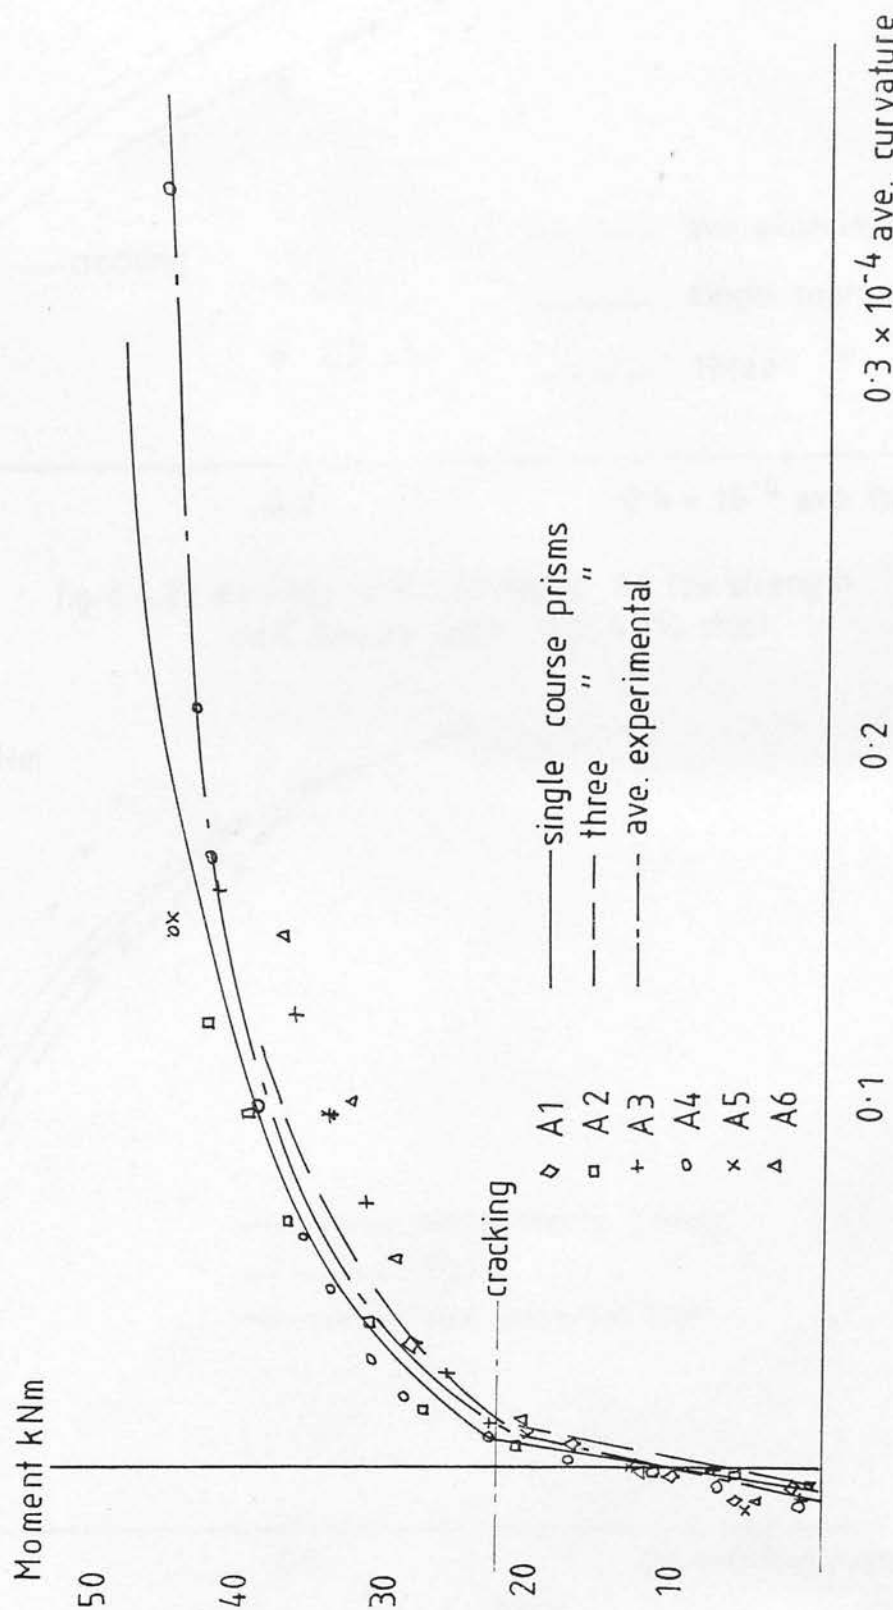 Moment kNm
50
40
30
20
10
cracking
single course prisms
three " "
ave. experimental
A1
A2
A3
A4
A5
A6
0·1
0·2
0·3 × 10⁻⁴ ave. curvature